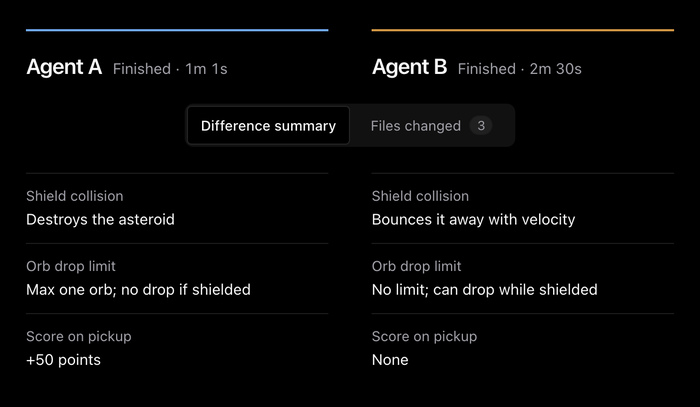 Agent A Finished · 1m 1s
Agent B Finished · 2m 30s
Difference summary
Files changed 3
Shield collision
Destroys the asteroid
Shield collision
Bounces it away with velocity
Orb drop limit
Max one orb; no drop if shielded
Orb drop limit
No limit; can drop while shielded
Score on pickup
+50 points
Score on pickup
None